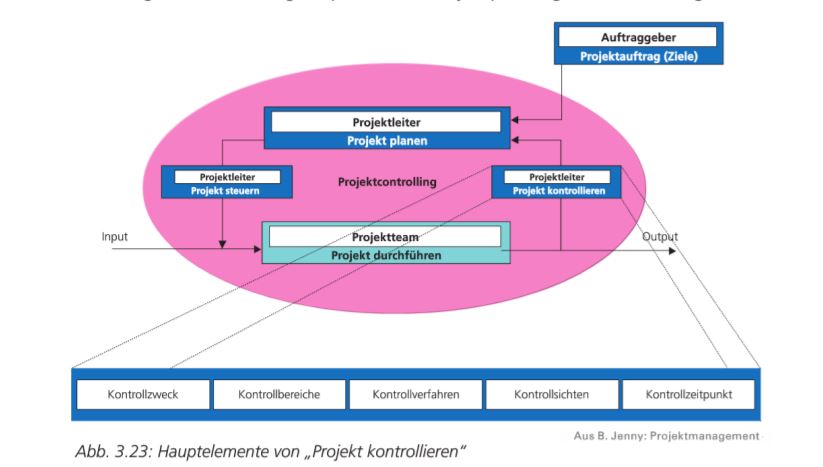 Auftraggeber
Projektauftrag (Ziele)
Projektleiter
Projekt planen
Projektleiter
Projekt steuern
Projektcontrolling
Projektleiter
Projekt kontrollieren
Input
Projektteam
Projekt durchführen
Output
Kontrollzweck
Kontrollbereiche
Kontrollverfahren
Kontrollsichten
Kontrollzeitpunkt
Aus B. Jenny: Projektmanagement
Abb. 3.23: Hauptelemente von „Projekt kontrollieren“